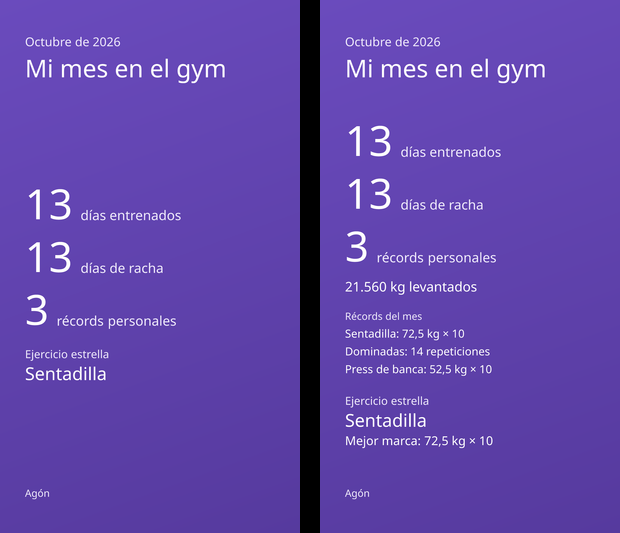 Octubre de 2026
Mi mes en el gym
13 días entrenados
13 días de racha
3 récords personales
Ejercicio estrella
Sentadilla
Agón
Octubre de 2026
Mi mes en el gym
13 días entrenados
13 días de racha
3 récords personales
21.560 kg levantados
Récords del mes
Sentadilla: 72,5 kg × 10
Dominadas: 14 repeticiones
Press de banca: 52,5 kg × 10
Ejercicio estrella
Sentadilla
Mejor marca: 72,5 kg × 10
Agón